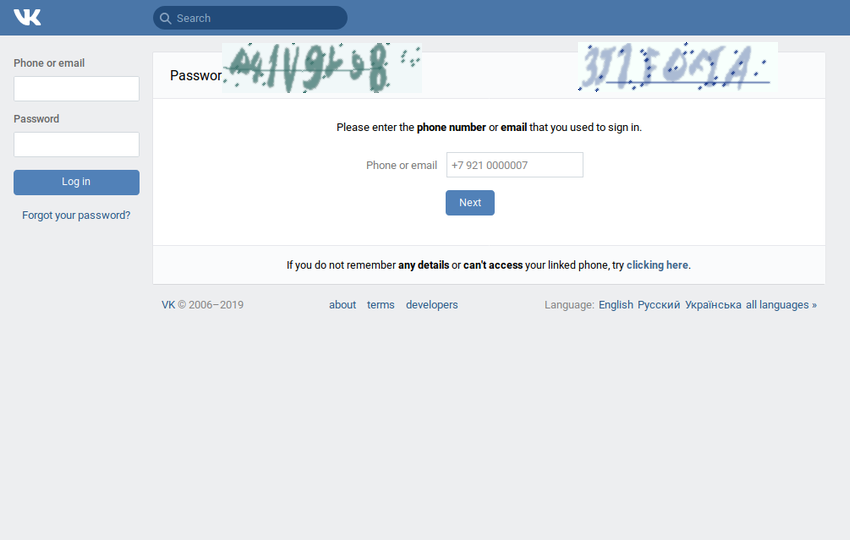 Search
Phone or email
Password
Log in
Forgot your password?
Passwor
Please enter the phone number or email that you used to sign in.
Phone or email
+7 921 0000007
Next
If you do not remember any details or can't access your linked phone, try clicking here.
VK © 2006–2019
about terms developers
Language: English Русский Українська all languages »